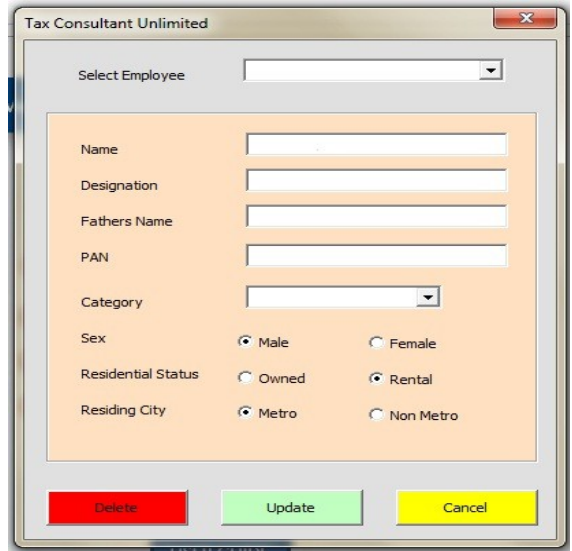 Tax Consultant Unlimited
Select Employee
Name
Designation
Fathers Name
PAN
Category
Sex Male Female
Residential Status Owned Rental
Residing City Metro Non Metro
Delete Update Cancel